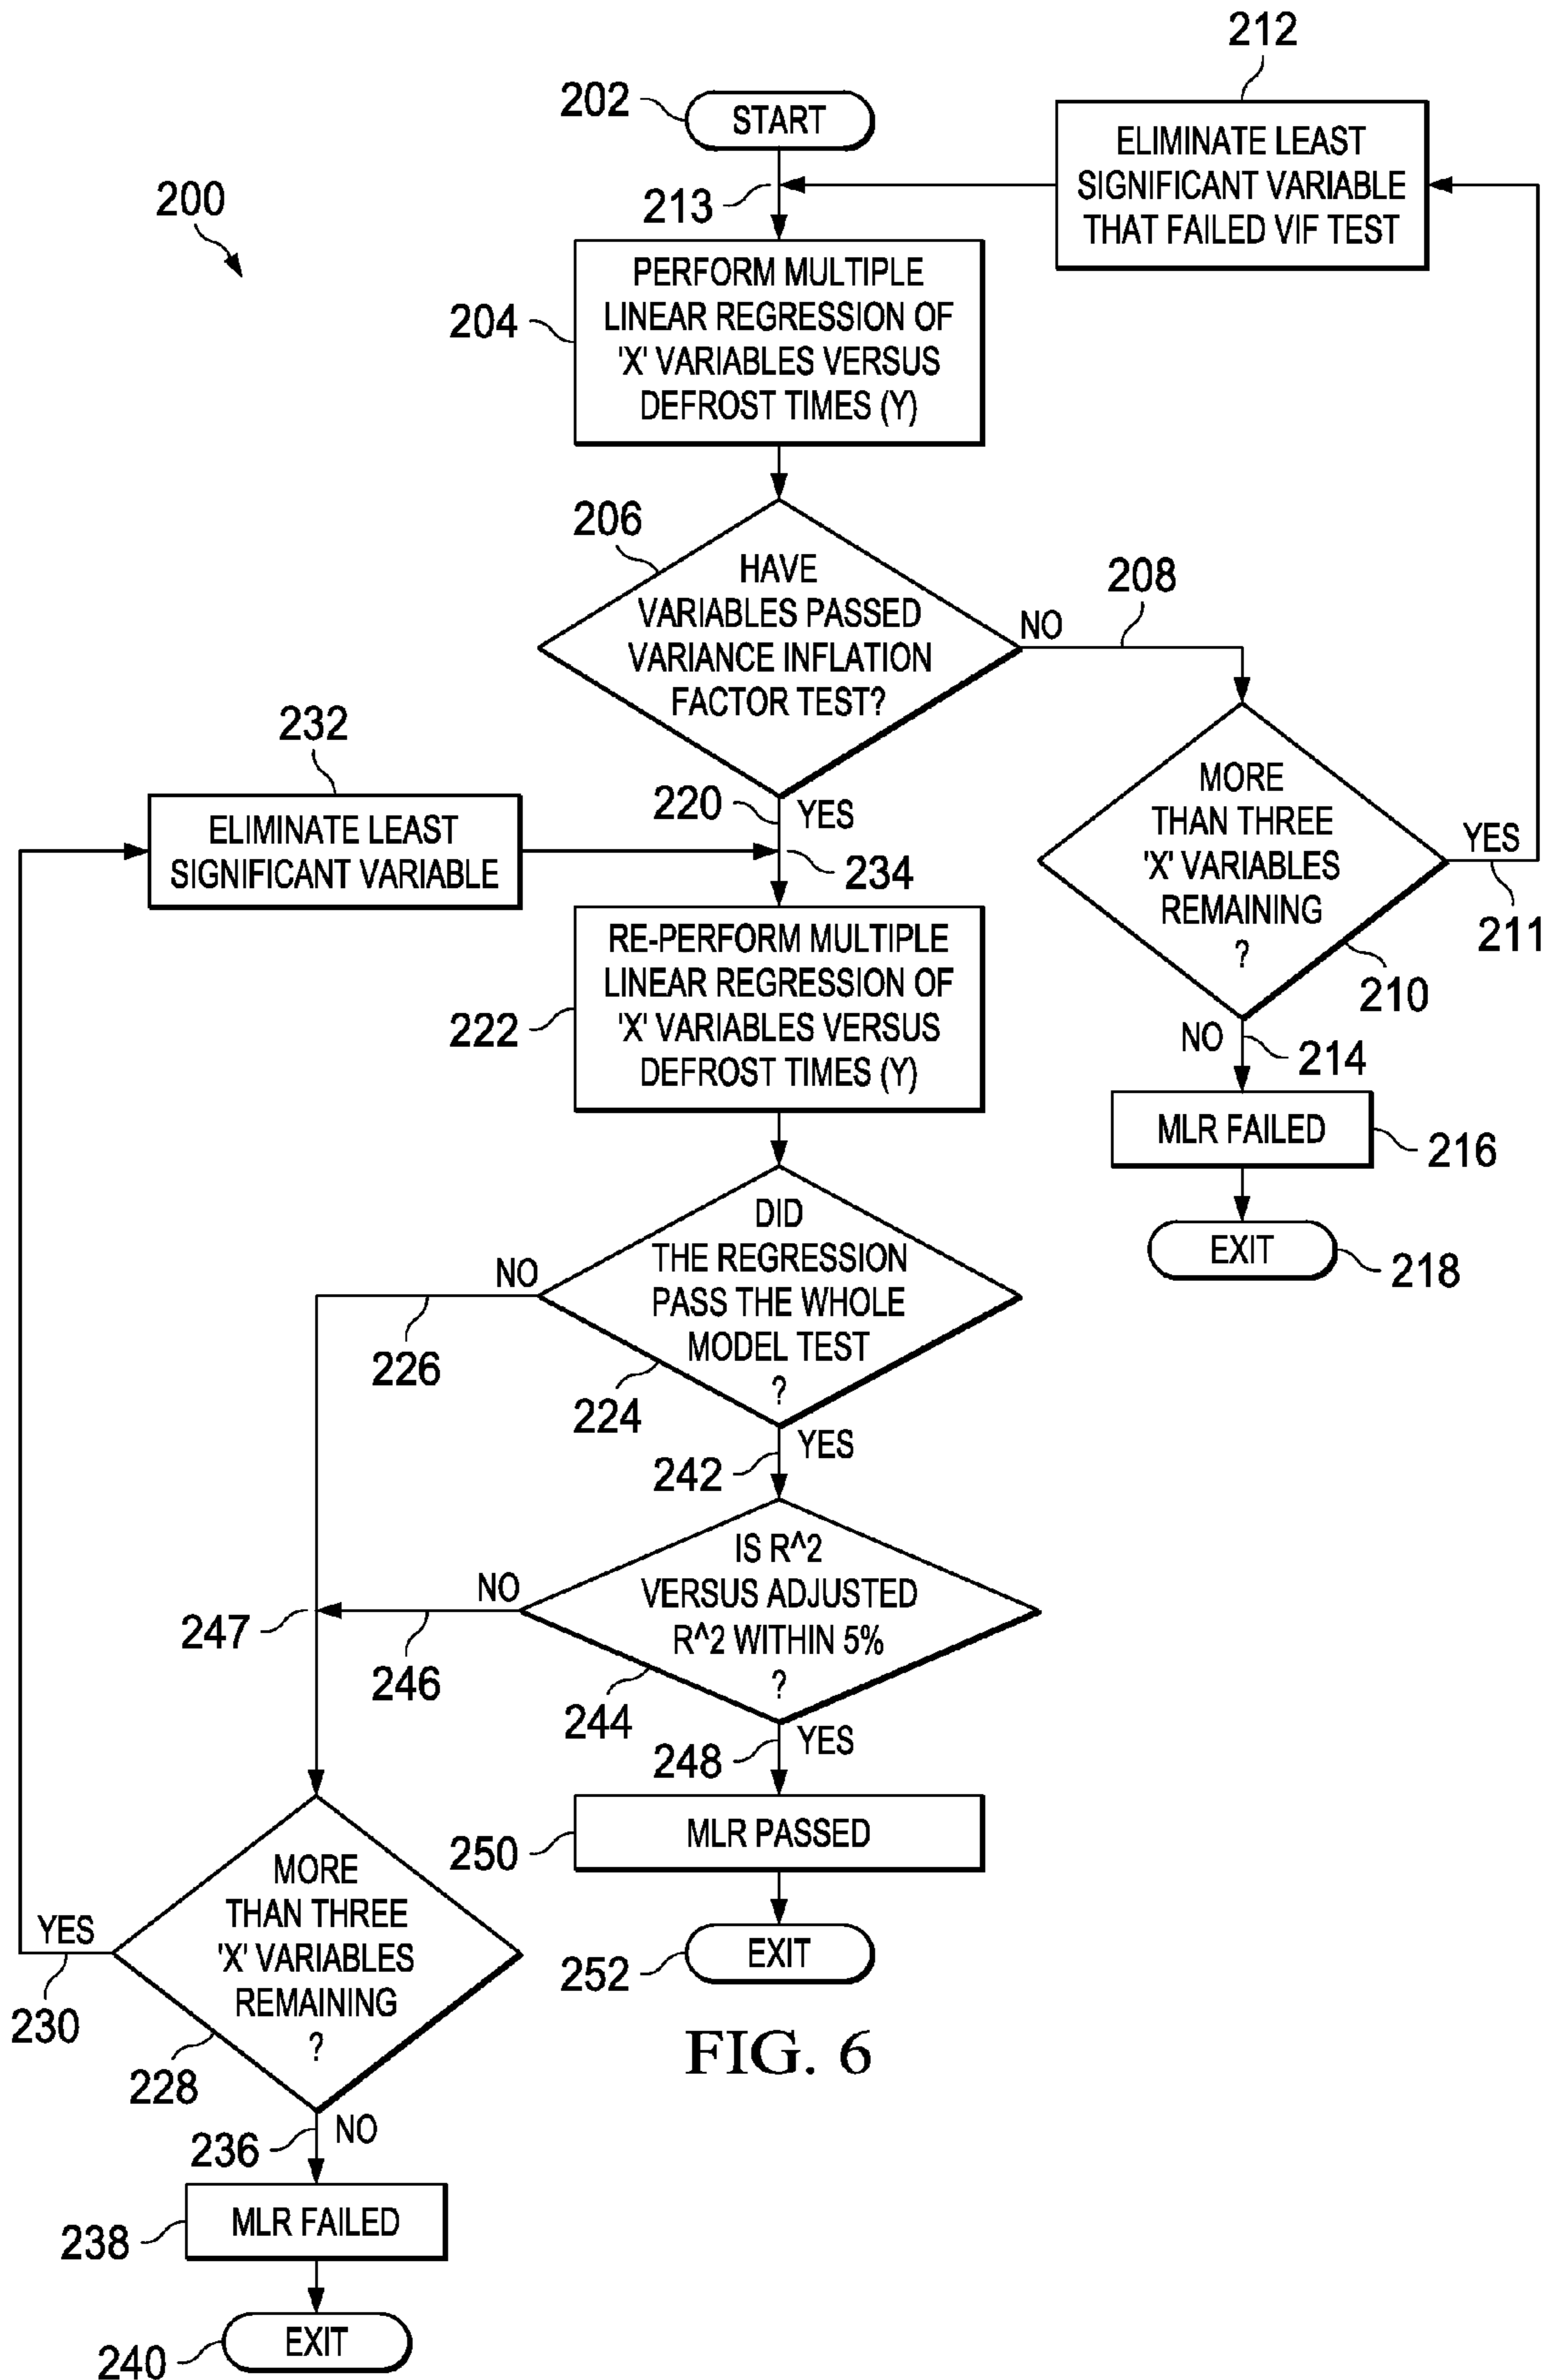 212
202
START
ELIMINATE LEAST
SIGNIFICANT VARIABLE
THAT FAILED VIF TEST
200
213
204
PERFORM MULTIPLE
LINEAR REGRESSION OF
'X' VARIABLES VERSUS
DEFROST TIMES (Y)
206
HAVE
VARIABLES PASSED
VARIANCE INFLATION
FACTOR TEST?
NO
208
232
ELIMINATE LEAST
SIGNIFICANT VARIABLE
220
YES
234
MORE
THAN THREE
'X' VARIABLES
REMAINING
?
YES
211
210
NO
214
MLR FAILED
216
EXIT
218
222
RE-PERFORM MULTIPLE
LINEAR REGRESSION OF
'X' VARIABLES VERSUS
DEFROST TIMES (Y)
DID
THE REGRESSION
PASS THE WHOLE
MODEL TEST
?
NO
226
224
YES
242
IS R^2
VERSUS ADJUSTED
R^2 WITHIN 5%
?
NO
247
246
244
YES
248
250
MLR PASSED
252
EXIT
MORE
THAN THREE
'X' VARIABLES
REMAINING
?
YES
230
228
236
NO
238
MLR FAILED
240
EXIT
FIG. 6